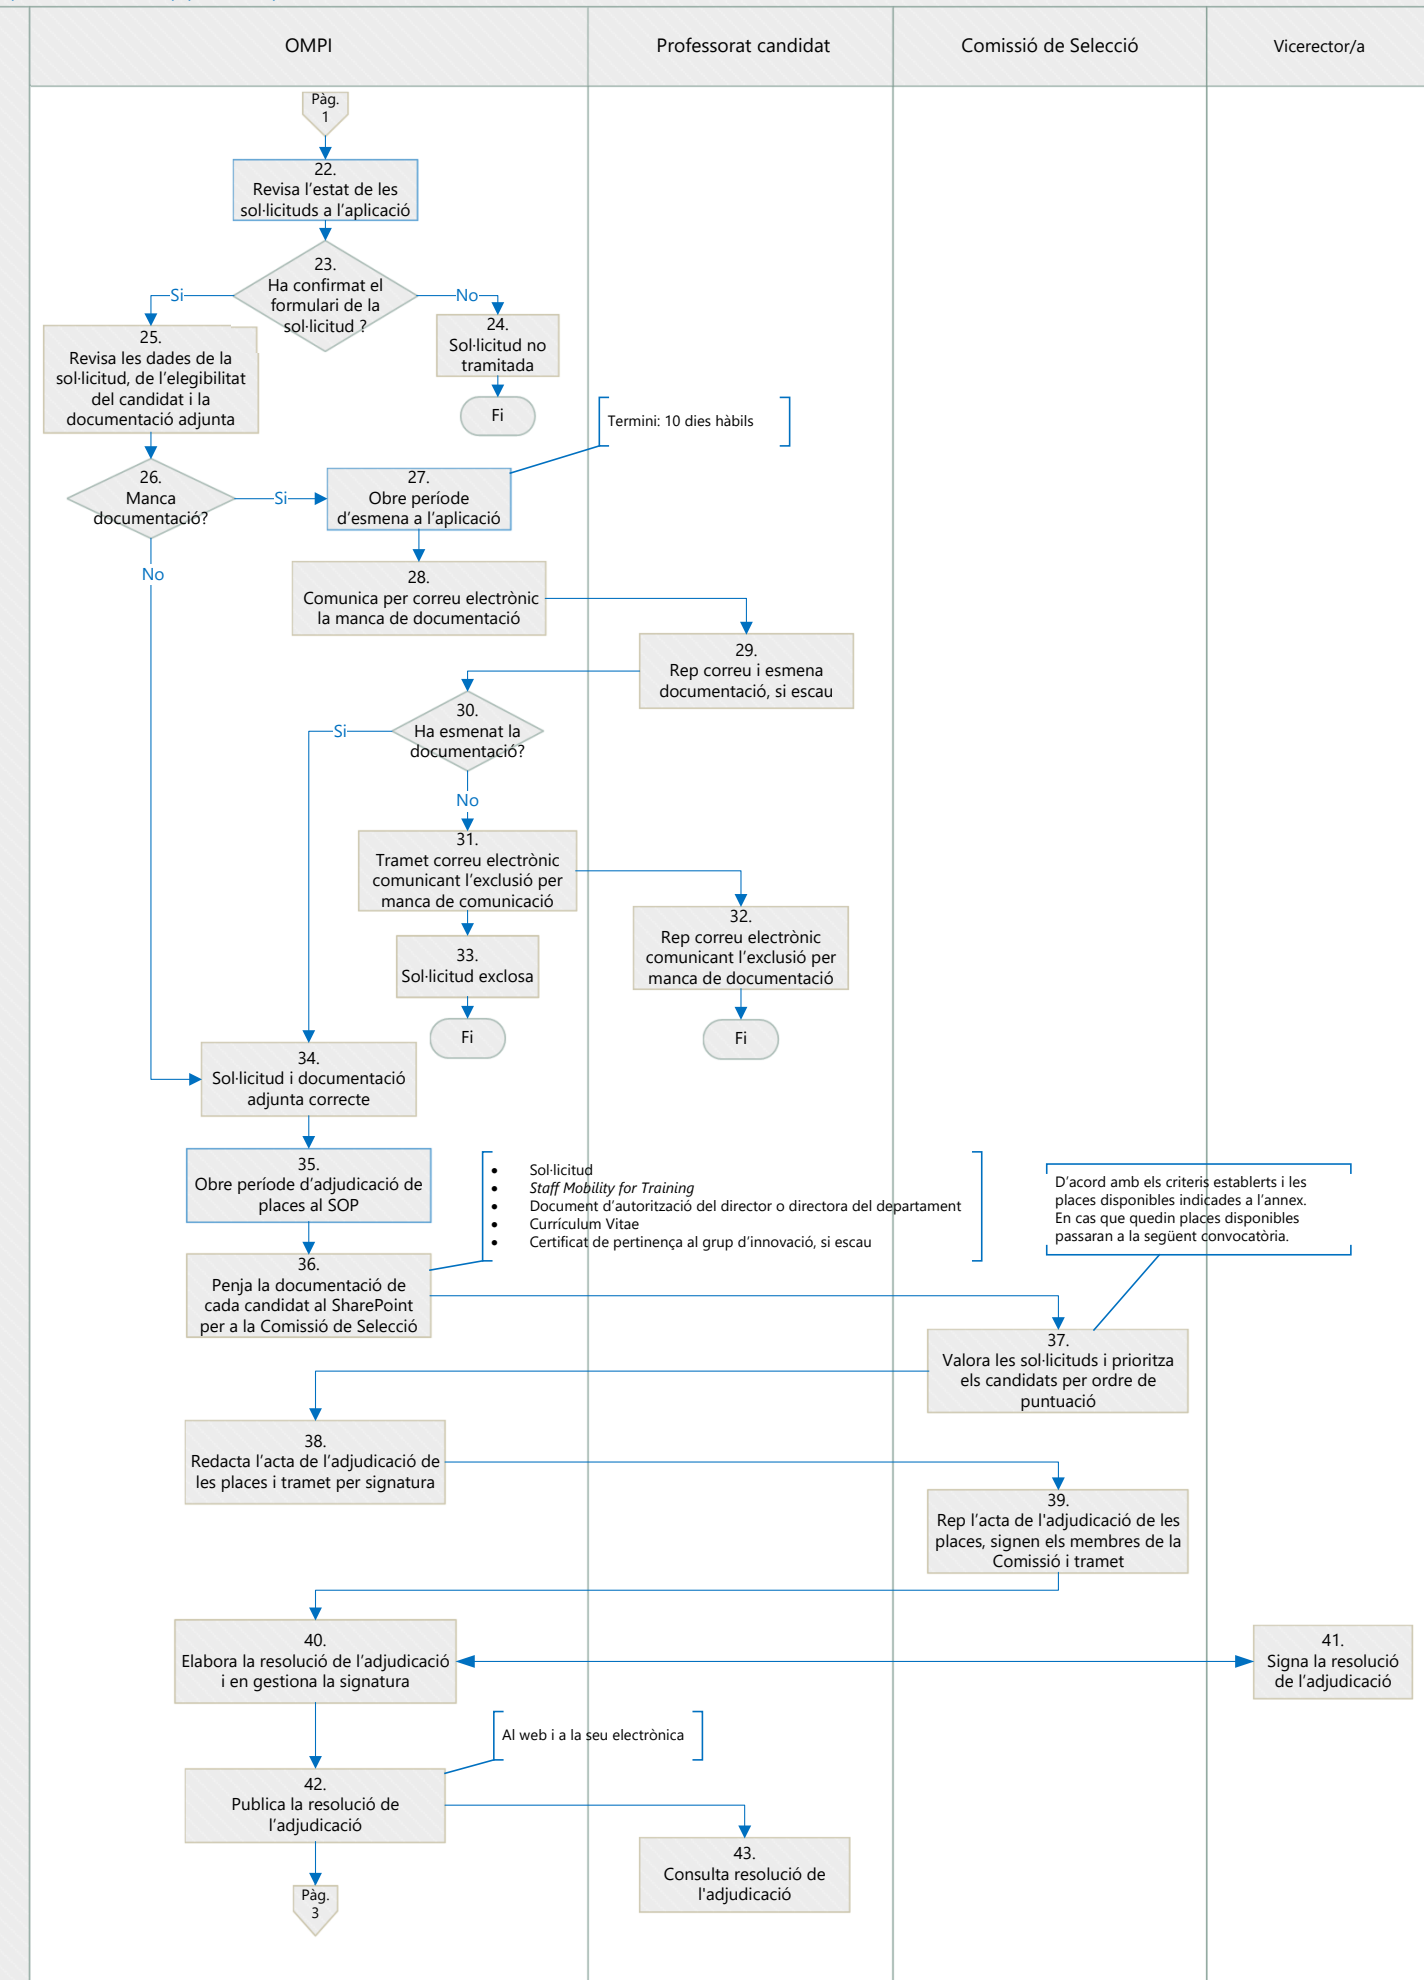 OMPI
Professorat candidat
Comissió de Selecció
Vicerector/a
Pàg.
1
22.
Revisa l'estat de les
sol·licituds a l'aplicació
23.
Ha confirmat el
formulari de la
sol·licitud ?
Si
No
24.
Sol·licitud no
tramitada
Fi
25.
Revisa les dades de la
sol·licitud, de l'elegibilitat
del candidat i la
documentació adjunta
Termini: 10 dies hàbils
26.
Manca
documentació?
Si
No
27.
Obre període
d'esmena a l'aplicació
28.
Comunica per correu electrònic
la manca de documentació
29.
Rep correu i esmena
documentació, si escau
30.
Ha esmenat la
documentació?
Si
No
31.
Tramet correu electrònic
comunicant l'exclusió per
manca de comunicació
32.
Rep correu electrònic
comunicant l'exclusió per
manca de documentació
33.
Sol·licitud exclosa
Fi
Fi
34.
Sol·licitud i documentació
adjunta correcte
35.
Obre període d'adjudicació de
places al SOP
• Sol·licitud
• Staff Mobility for Training
• Document d'autorització del director o directora del departament
• Currículum Vitae
• Certificat de pertinença al grup d'innovació, si escau
D'acord amb els criteris establerts i les
places disponibles indicades a l'annex.
En cas que quedin places disponibles
passaran a la següent convocatòria.
36.
Penja la documentació de
cada candidat al SharePoint
per a la Comissió de Selecció
37.
Valora les sol·licituds i prioritza
els candidats per ordre de
puntuació
38.
Redacta l'acta de l'adjudicació de
les places i tramet per signatura
39.
Rep l'acta de l'adjudicació de les
places, signen els membres de la
Comissió i tramet
40.
Elabora la resolució de l'adjudicació
i en gestiona la signatura
41.
Signa la resolució
de l'adjudicació
Al web i a la seu electrònica
42.
Publica la resolució de
l'adjudicació
43.
Consulta resolució de
l'adjudicació
Pàg.
3